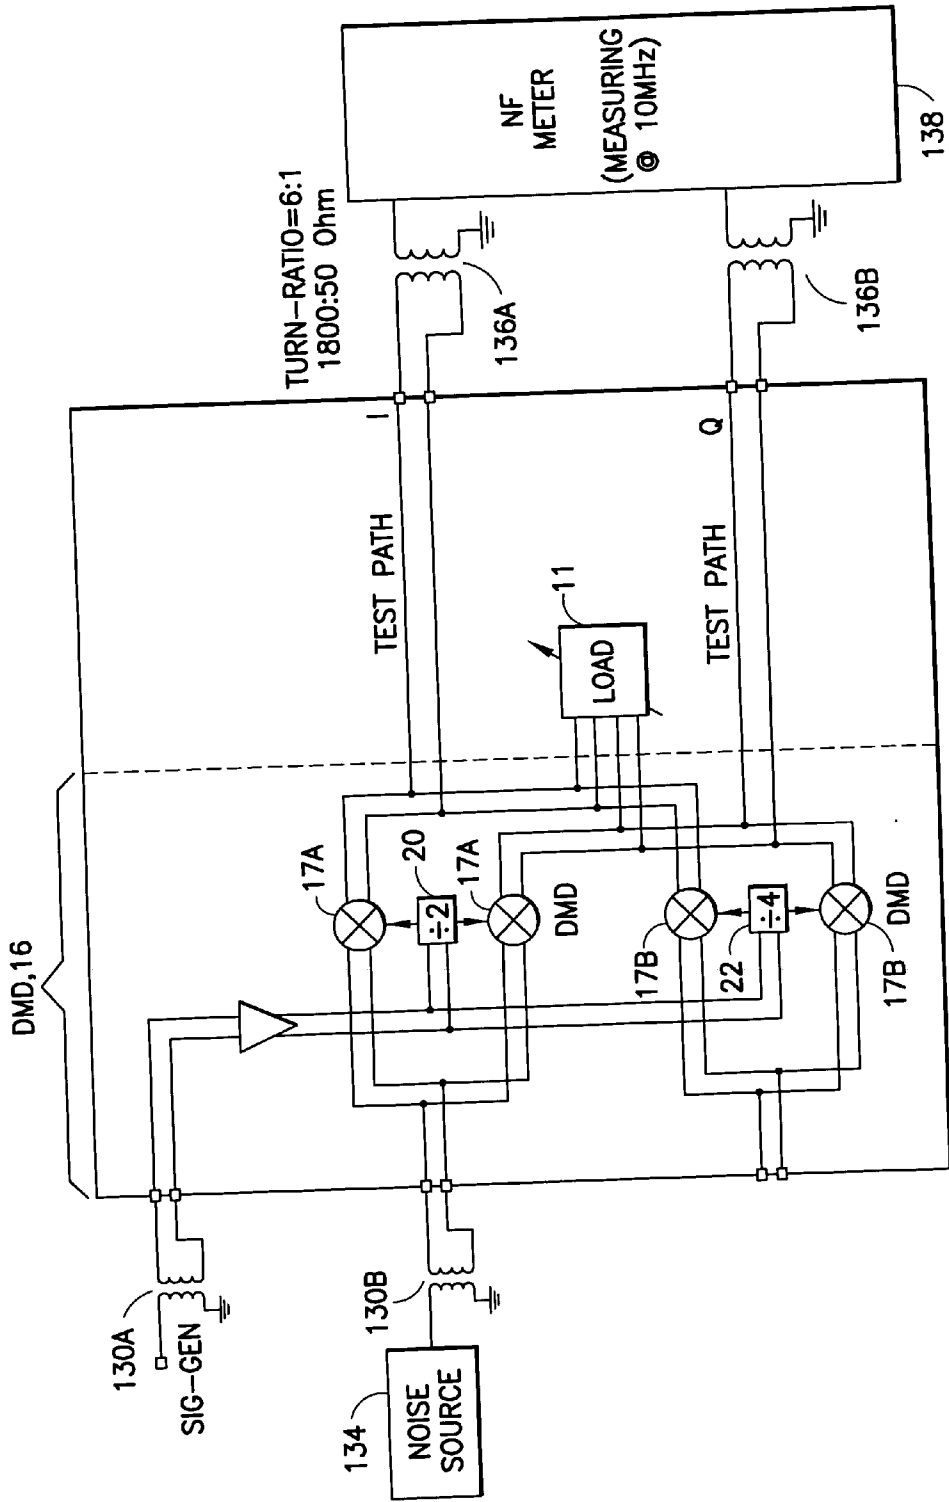 DMD,16
130A
SIG-GEN
134
NOISE
SOURCE
130B
17A
20
÷2
17A
DMD
17B
22
÷4
DMD
17B
11
LOAD
TEST PATH
I
TEST PATH
Q
TURN-RATIO=6:1
1800:50 Ohm
136A
136B
NF
METER
(MEASURING
@ 10MHz)
138